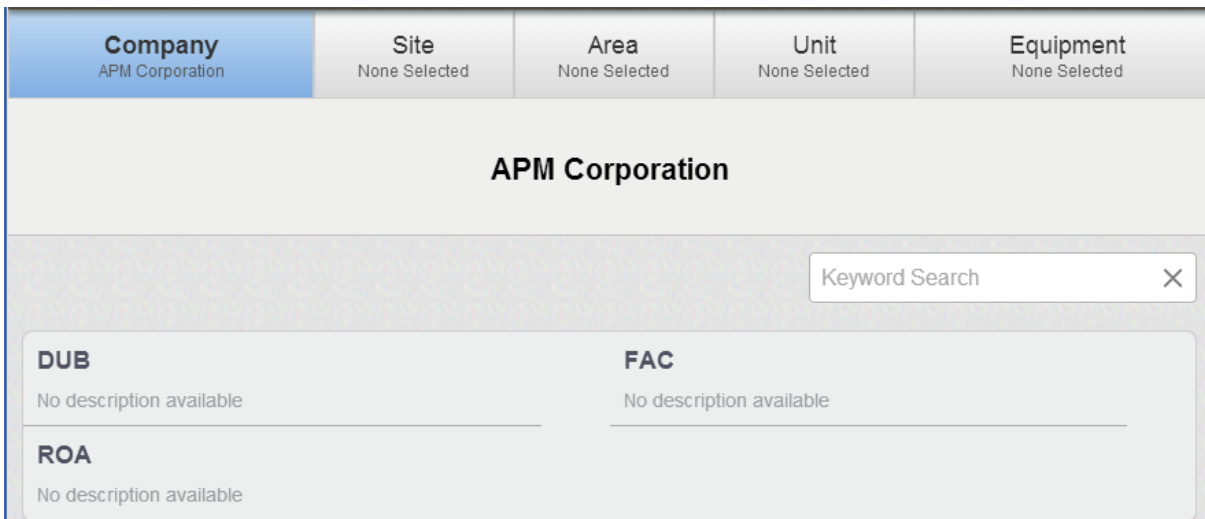 Company
APM Corporation
Site
None Selected
Area
None Selected
Unit
None Selected
Equipment
None Selected
APM Corporation
Keyword Search
DUB
No description available
FAC
No description available
ROA
No description available